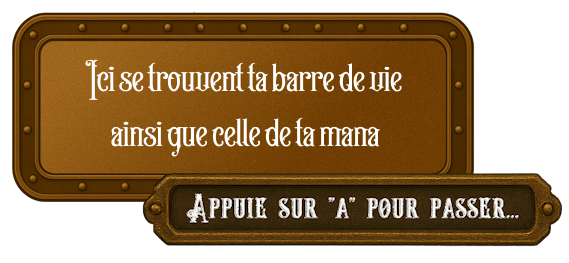 Ici se trouvent ta barre de vie
ainsi que celle de ta mana
Appuie sur "A" pour passer...